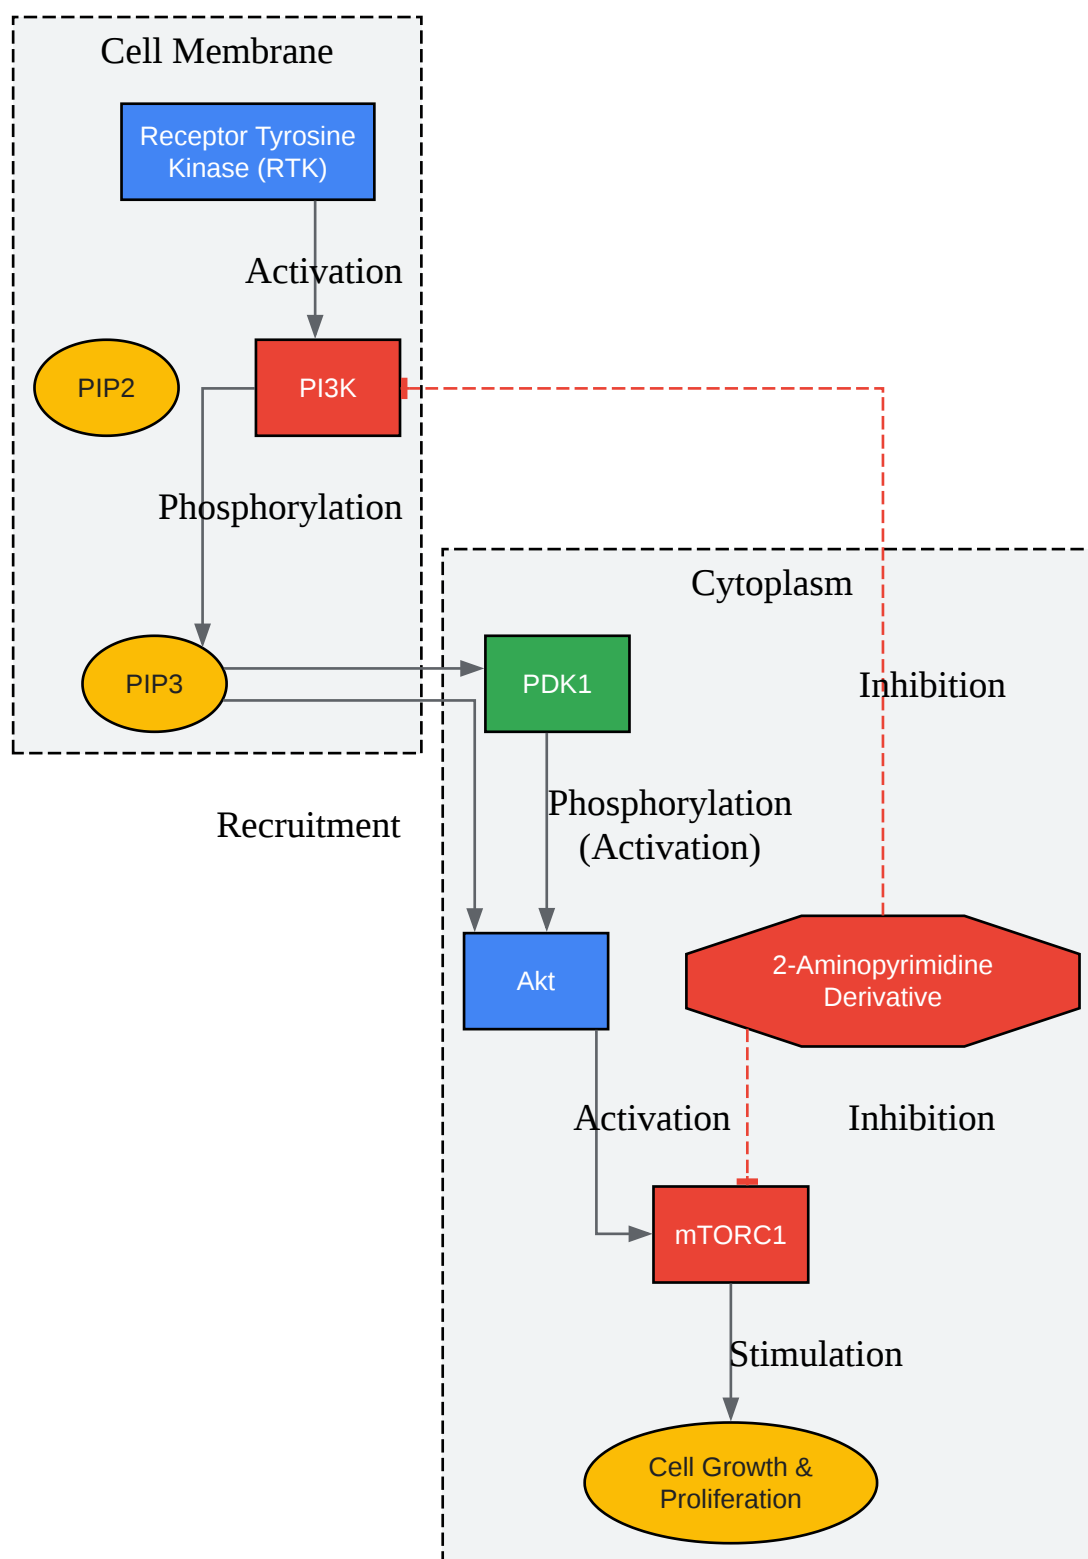 Cell Membrane
Receptor Tyrosine
Kinase (RTK)
Activation
PIP2
PI3K
Phosphorylation
Cytoplasm
PIP3
PDK1
Inhibition
Recruitment
Phosphorylation
(Activation)
Akt
2-Aminopyrimidine
Derivative
Activation
Inhibition
mTORC1
Stimulation
Cell Growth &
Proliferation